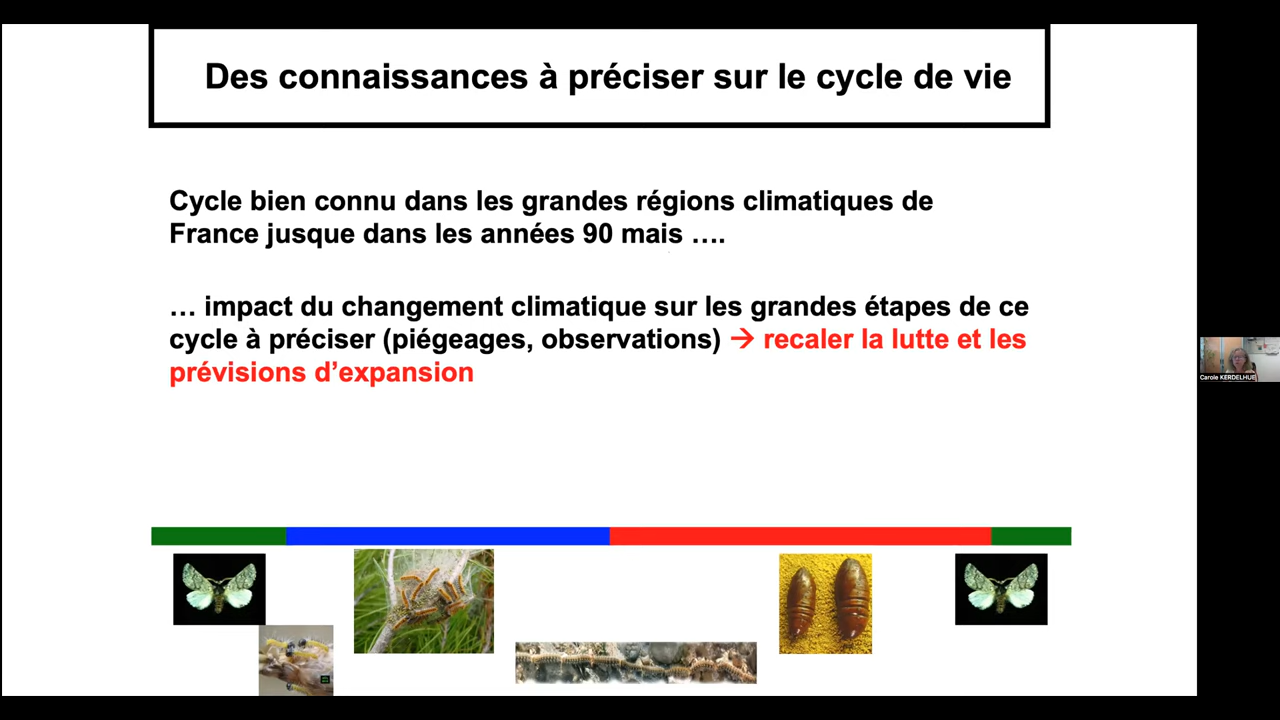 Des connaissances à préciser sur le cycle de vie
Cycle bien connu dans les grandes régions climatiques de
France jusque dans les années 90 mais ….
… impact du changement climatique sur les grandes étapes de ce
cycle à préciser (piégeages, observations) → recaler la lutte et les
prévisions d’expansion
Carole KERDELHUE